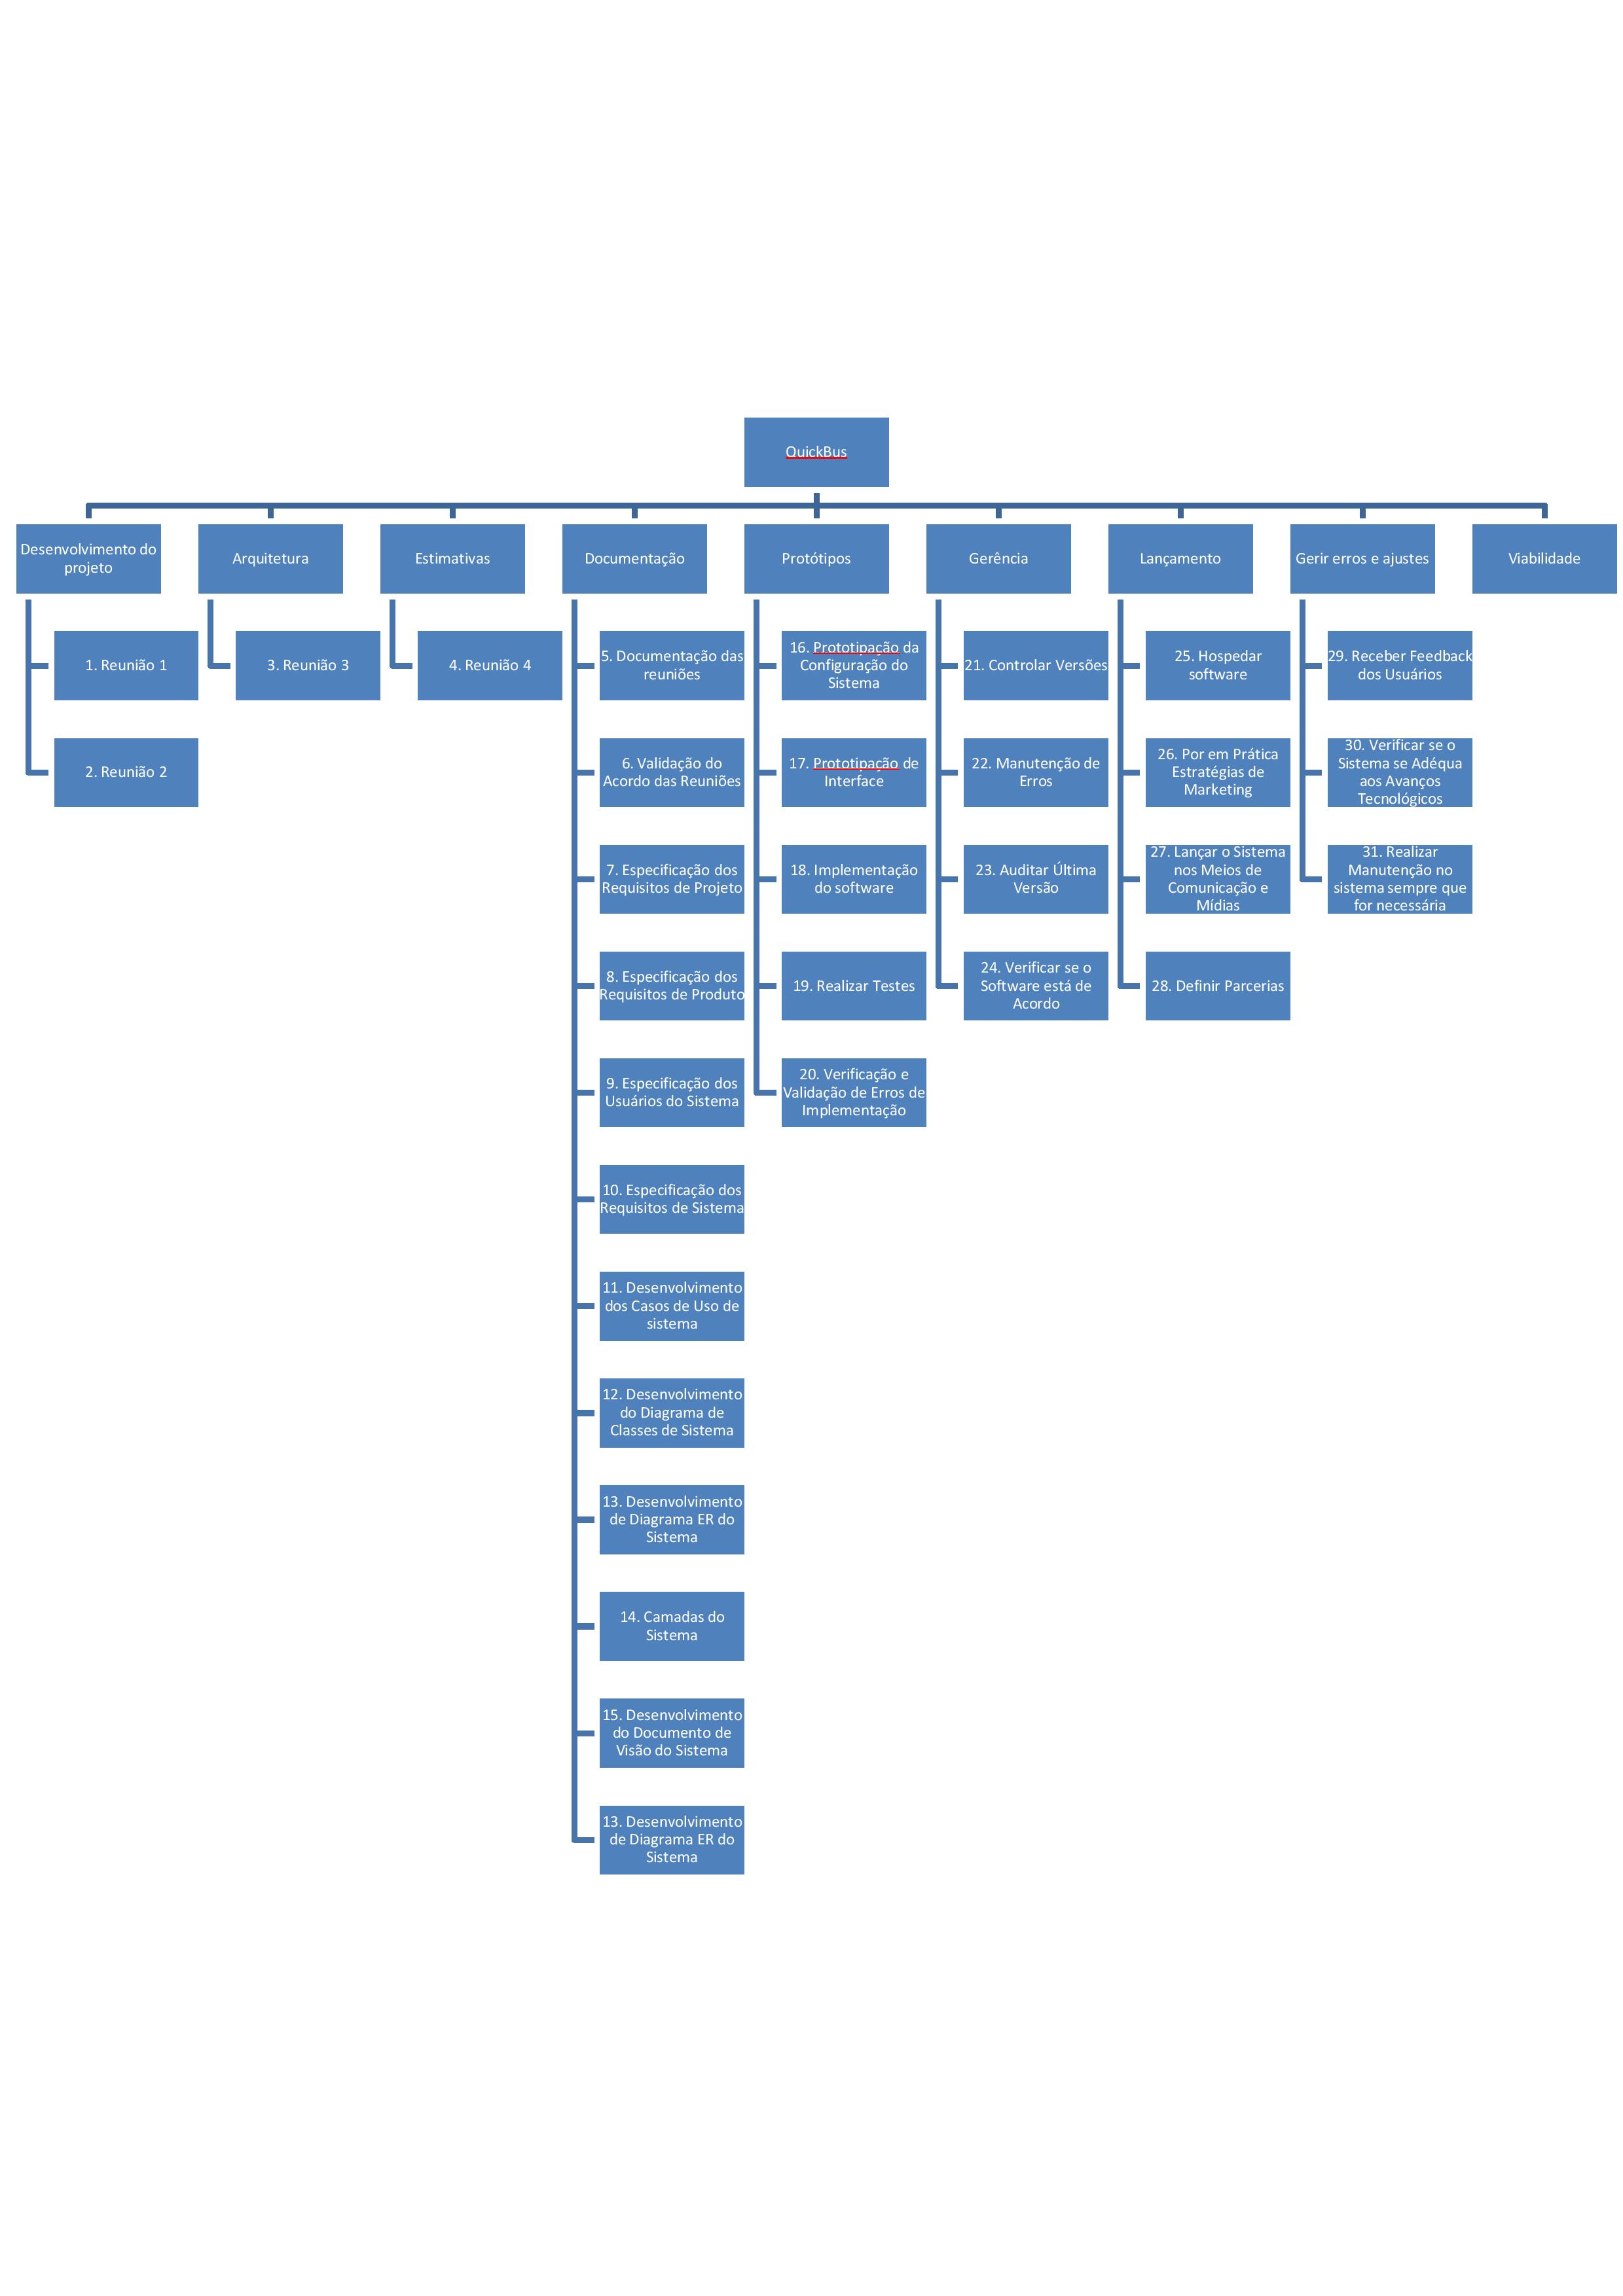 QuickBus
Desenvolvimento do
projeto
Arquitetura
Estimativas
Documentação
Protótipos
Gerência
Lançamento
Gerir erros e ajustes
Viabilidade
1. Reunião 1
2. Reunião 2
3. Reunião 3
4. Reunião 4
5. Documentação das
reuniões
6. Validação do
Acordo das Reuniões
7. Especificação dos
Requisitos de Projeto
8. Especificação dos
Requisitos de Produto
9. Especificação dos
Usuários do Sistema
10. Especificação dos
Requisitos de Sistema
11. Desenvolvimento
dos Casos de Uso de
sistema
12. Desenvolvimento
do Diagrama de
Classes de Sistema
13. Desenvolvimento
de Diagrama ER do
Sistema
14. Camadas do
Sistema
15. Desenvolvimento
do Documento de
Visão do Sistema
13. Desenvolvimento
de Diagrama ER do
Sistema
16. Prototipação da
Configuração do
Sistema
17. Prototipação de
Interface
18. Implementação
do software
19. Realizar Testes
20. Verificação e
Validação de Erros de
Implementação
21. Controlar Versões
22. Manutenção de
Erros
23. Auditar Última
Versão
24. Verificar se o
Software está de
Acordo
25. Hospedar
software
26. Por em Prática
Estratégias de
Marketing
27. Lançar o Sistema
nos Meios de
Comunicação e
Mídias
28. Definir Parcerias
29. Receber Feedback
dos Usuários
30. Verificar se o
Sistema se Adéqua
aos Avanços
Tecnológicos
31. Realizar
Manutenção no
sistema sempre que
for necessária